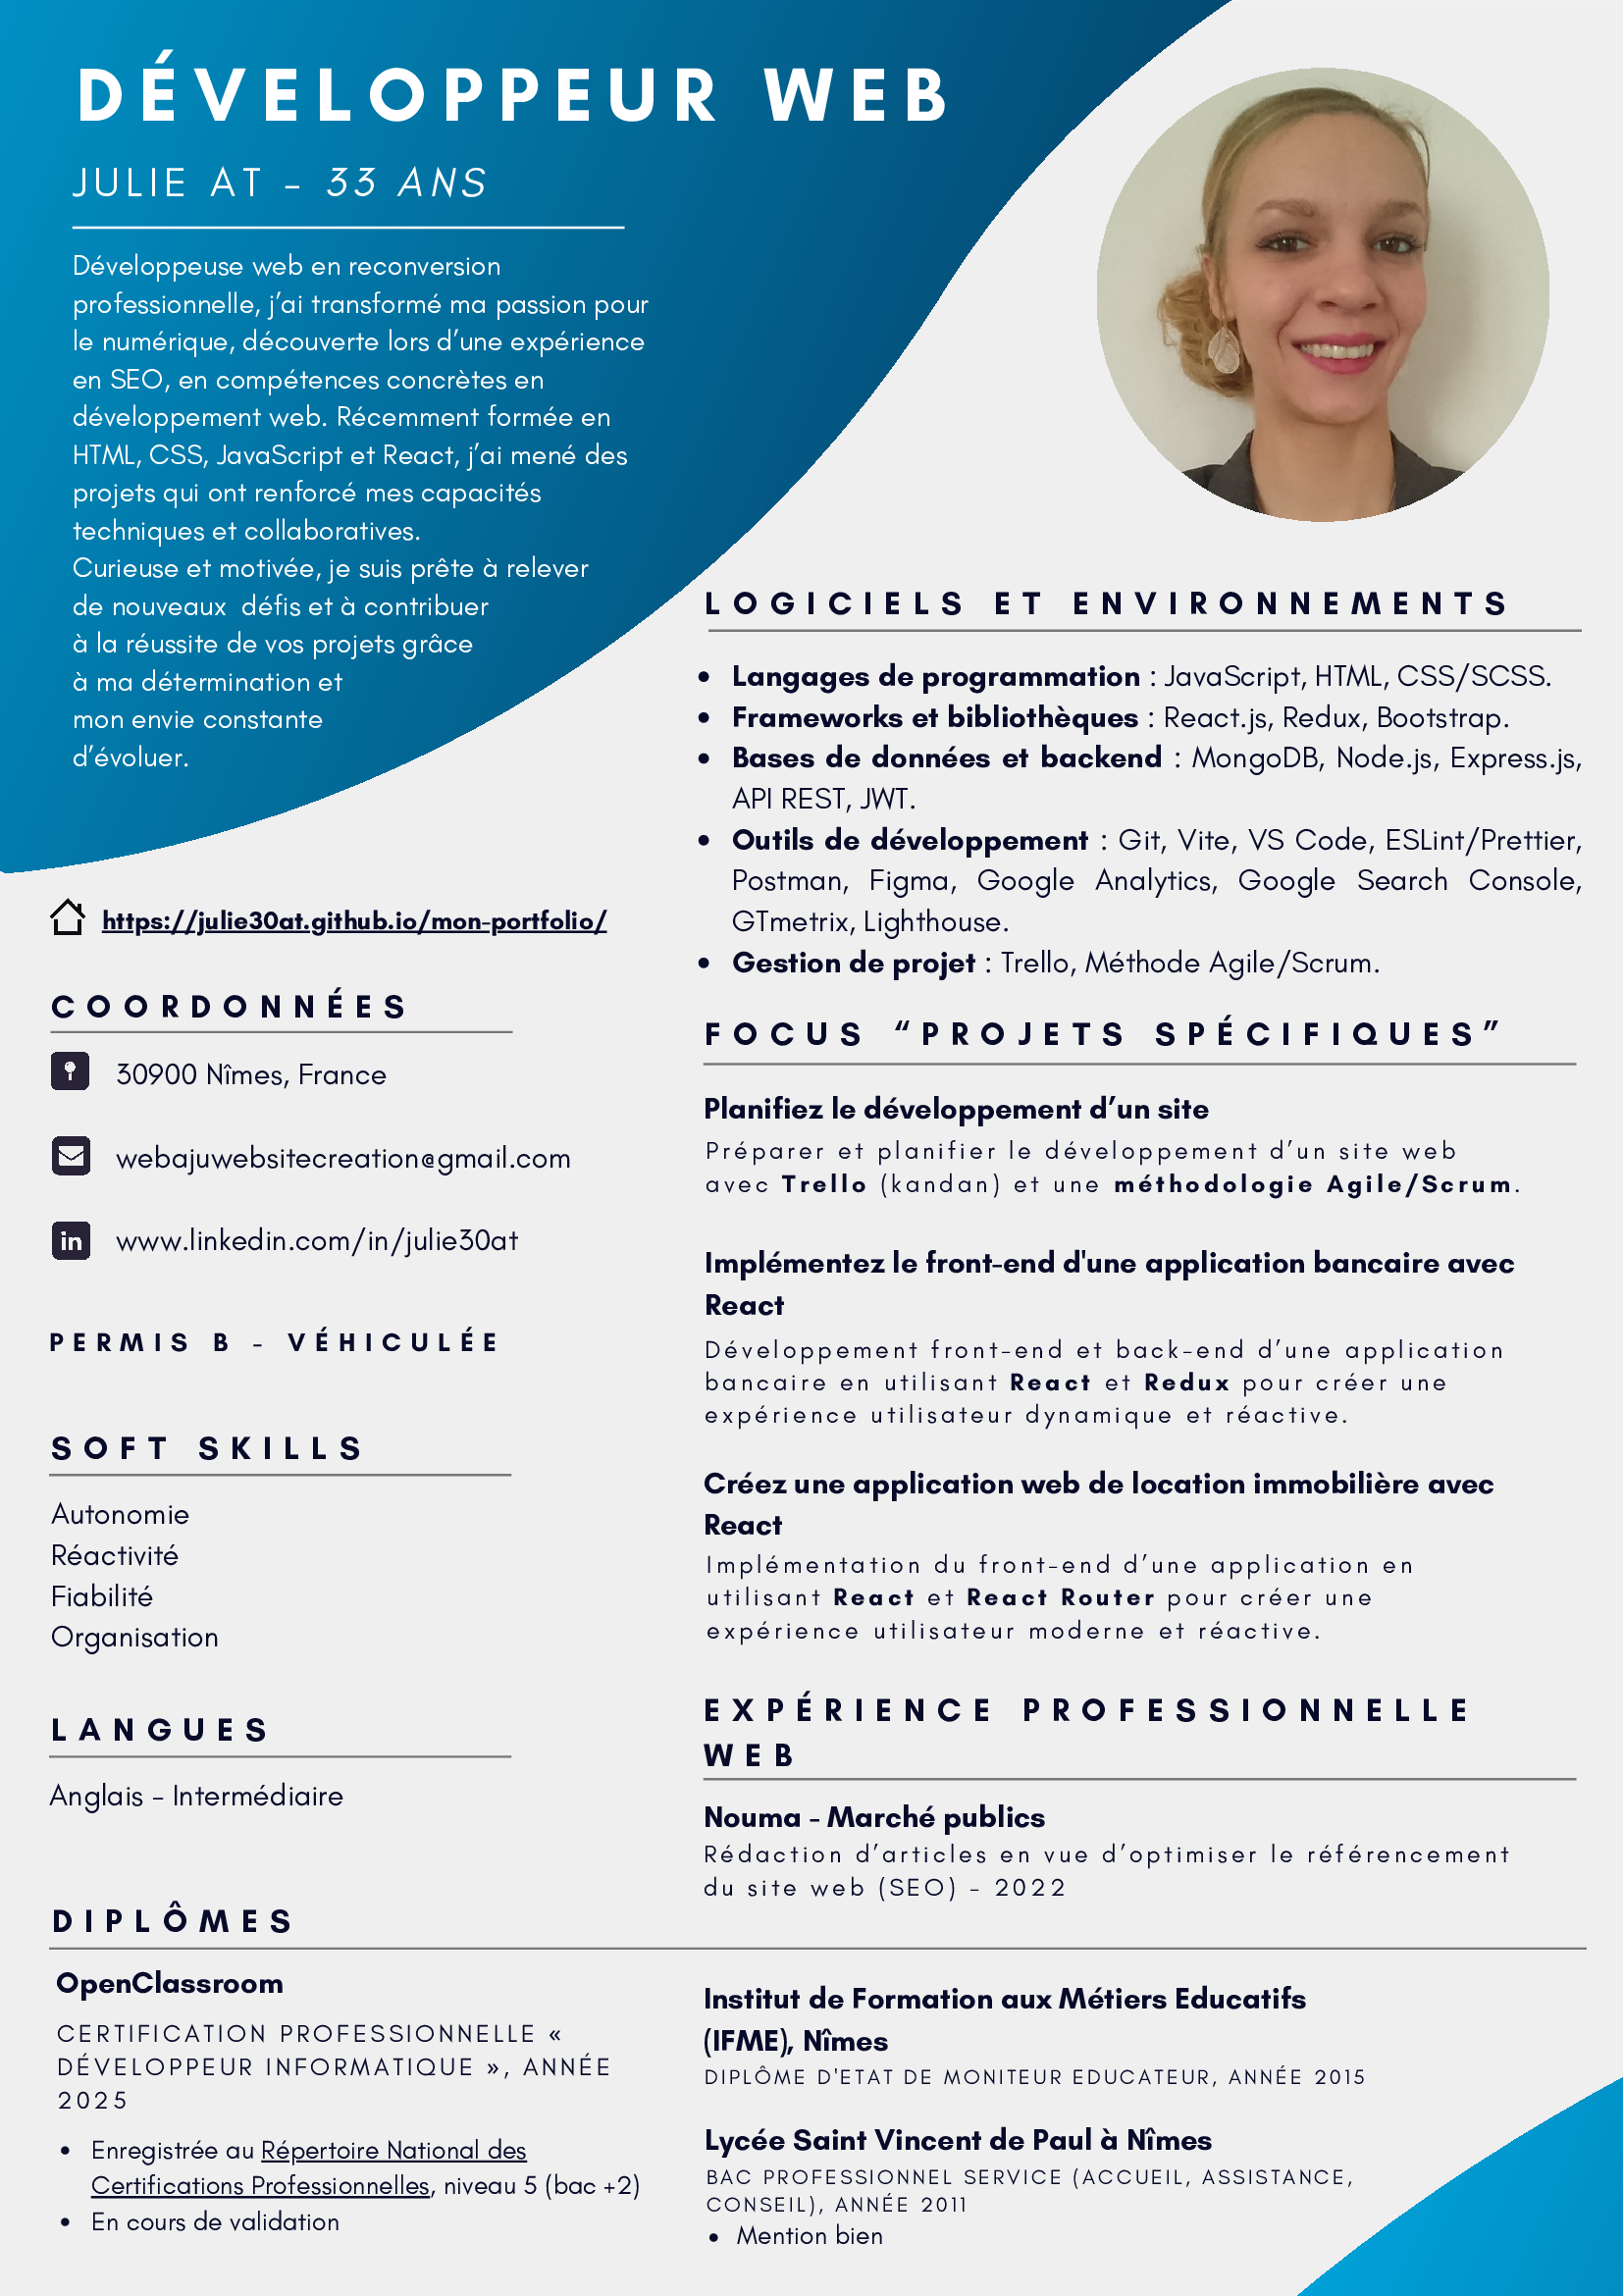 DÉVELOPPEUR WEB
JULIE AT - 33 ANS
Développeuse web en reconversion
professionnelle, j’ai transformé ma passion pour
le numérique, découverte lors d’une expérience
en SEO, en compétences concrètes en
développement web. Récemment formée en
HTML, CSS, JavaScript et React, j’ai mené des
projets qui ont renforcé mes capacités
techniques et collaboratives.
Curieuse et motivée, je suis prête à relever
de nouveaux  défis et à contribuer
à la réussite de vos projets grâce
à ma détermination et
mon envie constante
d’évoluer.
https://julie30at.github.io/mon-portfolio/
COORDONNÉES
30900 Nîmes, France
webajuwebsitecreation@gmail.com
in www.linkedin.com/in/julie30at
PERMIS B - VÉHICULÉE
SOFT SKILLS
Autonomie
Réactivité
Fiabilité
Organisation
LANGUES
Anglais - Intermédiaire
LOGICIELS ET ENVIRONNEMENTS
• Langages de programmation : JavaScript, HTML, CSS/SCSS.
• Frameworks et bibliothèques : React.js, Redux, Bootstrap.
• Bases de données et backend : MongoDB, Node.js, Express.js,
API REST, JWT.
• Outils de développement : Git, Vite, VS Code, ESLint/Prettier,
Postman, Figma, Google Analytics, Google Search Console,
GTmetrix, Lighthouse.
• Gestion de projet : Trello, Méthode Agile/Scrum.
FOCUS “PROJETS SPÉCIFIQUES”
Planifiez le développement d’un site
Préparer et planifier le développement d’un site web
avec Trello (kandan) et une méthodologie Agile/Scrum.
Implémentez le front-end d'une application bancaire avec
React
Développement front-end et back-end d’une application
bancaire en utilisant React et Redux pour créer une
expérience utilisateur dynamique et réactive.
Créez une application web de location immobilière avec
React
Implémentation du front-end d’une application en
utilisant React et React Router pour créer une
expérience utilisateur moderne et réactive.
EXPÉRIENCE PROFESSIONNELLE
WEB
Nouma - Marché publics
Rédaction d’articles en vue d’optimiser le référencement
du site web (SEO) - 2022
DIPLÔMES
OpenClassroom
CERTIFICATION PROFESSIONNELLE «
DÉVELOPPEUR INFORMATIQUE », ANNÉE
2025
• Enregistrée au Répertoire National des
Certifications Professionnelles, niveau 5 (bac +2)
• En cours de validation
Institut de Formation aux Métiers Educatifs
(IFME), Nîmes
DIPLÔME D'ETAT DE MONITEUR EDUCATEUR, ANNÉE 2015
Lycée Saint Vincent de Paul à Nîmes
BAC PROFESSIONNEL SERVICE (ACCUEIL, ASSISTANCE,
CONSEIL), ANNÉE 2011
• Mention bien